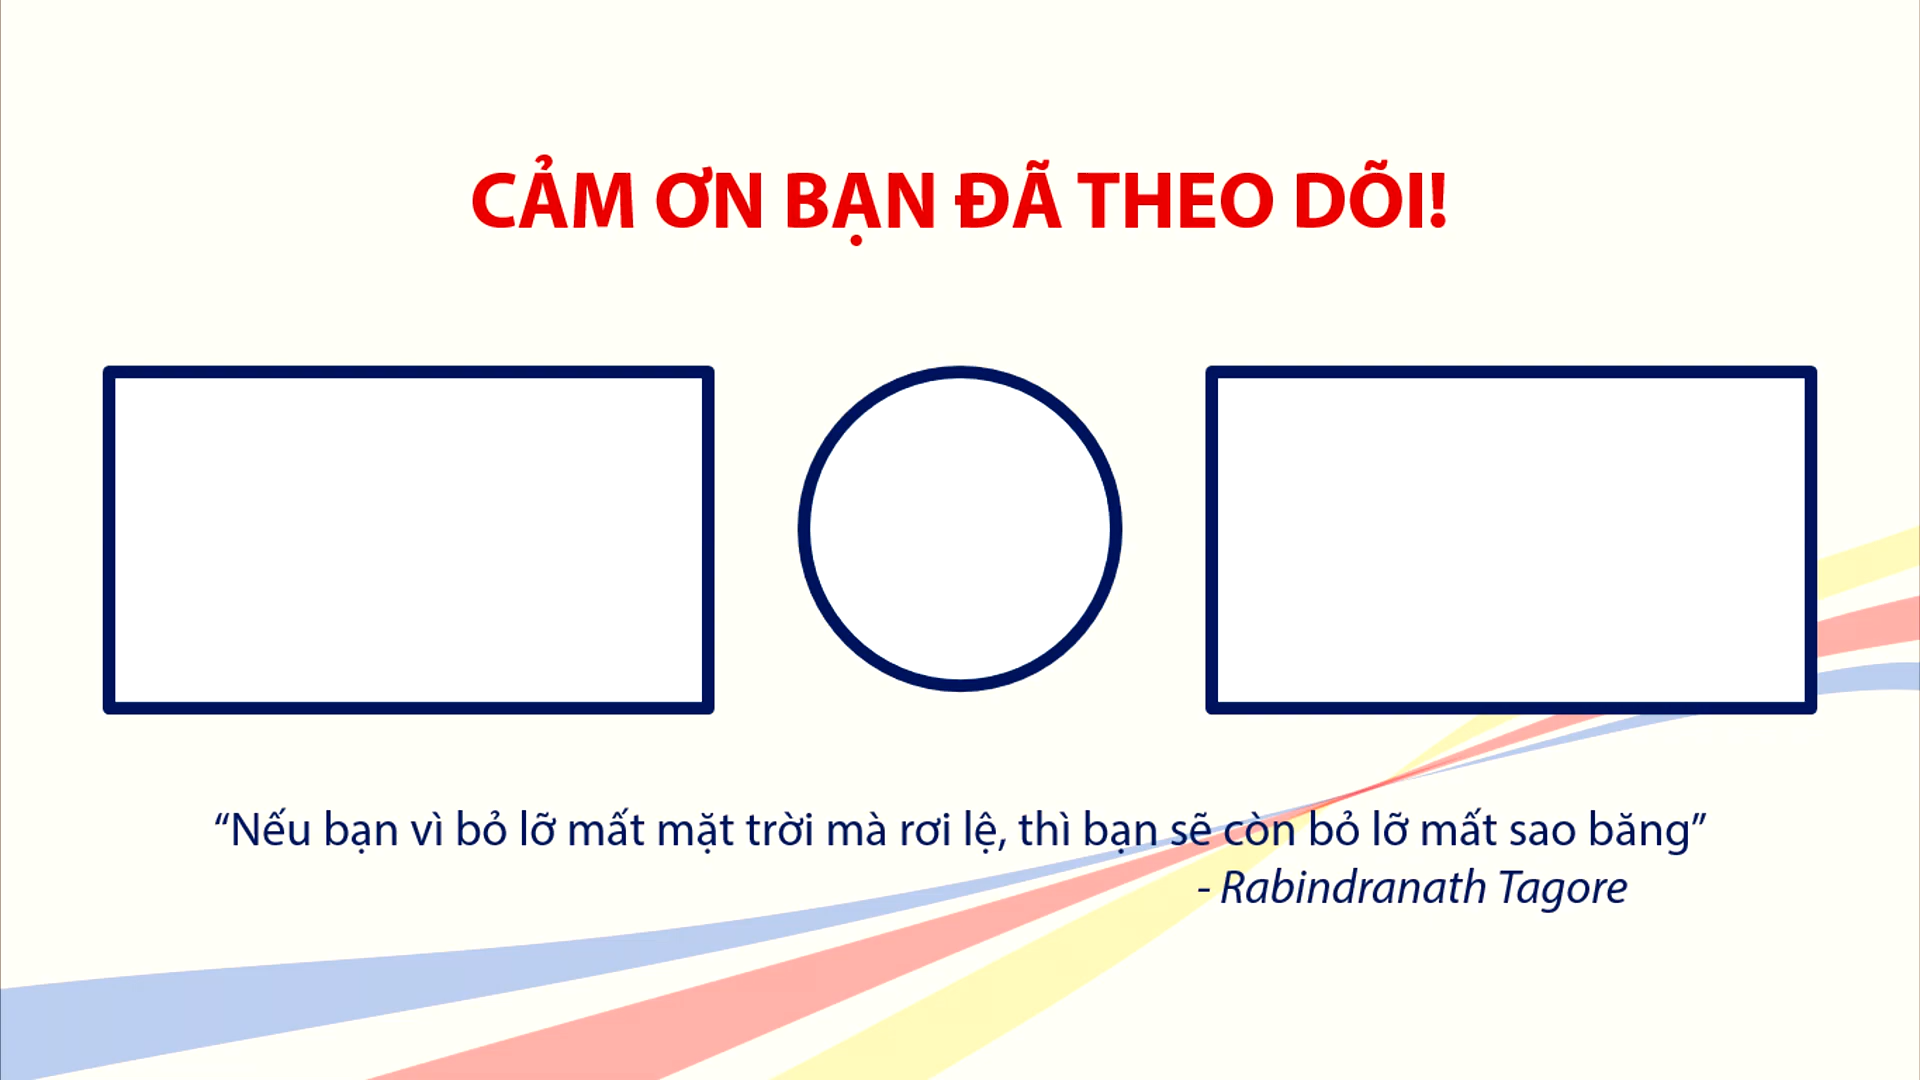 CẢM ƠN BẠN ĐÃ THEO DÕI!
“Nếu bạn vì bỏ lỡ mất mặt trời mà rơi lệ, thì bạn sẽ còn bỏ lỡ mất sao băng”
- Rabindranath Tagore